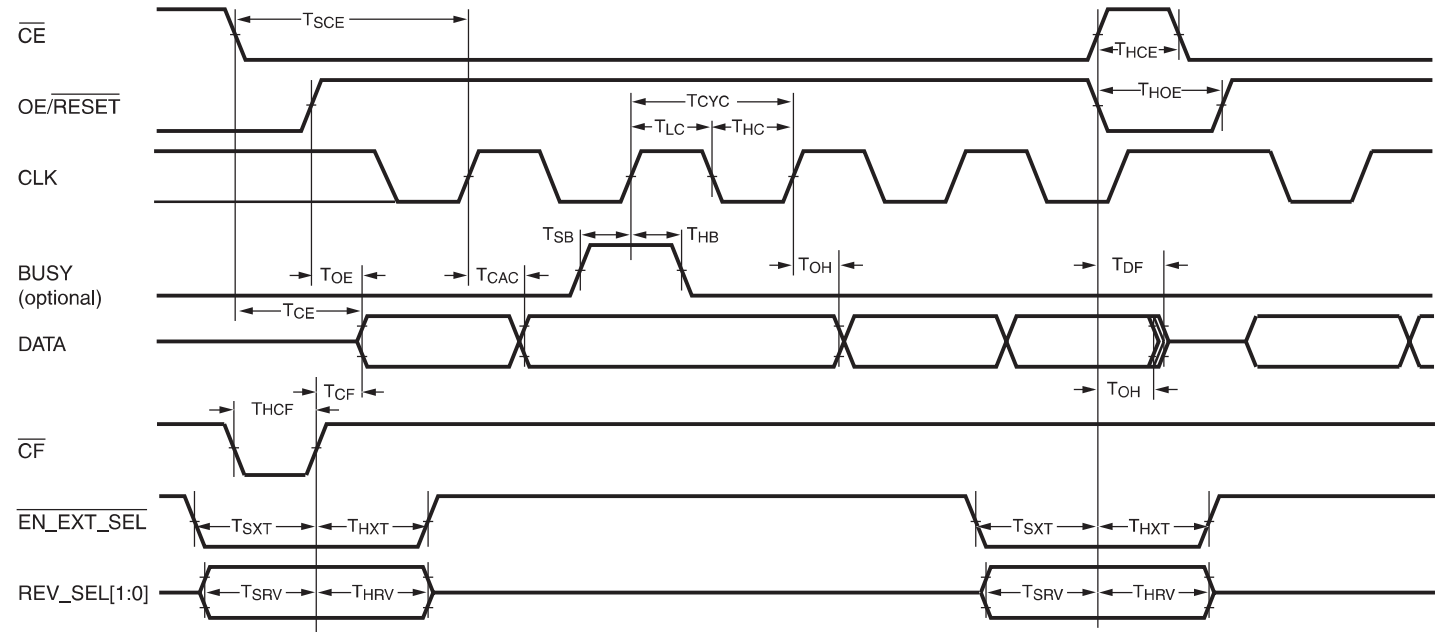 CE
TSCE
THCE
OE/RESET
THOE
TCYC
TLC
THC
CLK
TSB
THB
BUSY
(optional)
TOE
TCAC
TOH
TDF
TCE
DATA
TCF
TOH
THCF
CF
EN_EXT_SEL
TSXT
THXT
TSXT
THXT
REV_SEL[1:0]
TSRV
THRV
TSRV
THRV